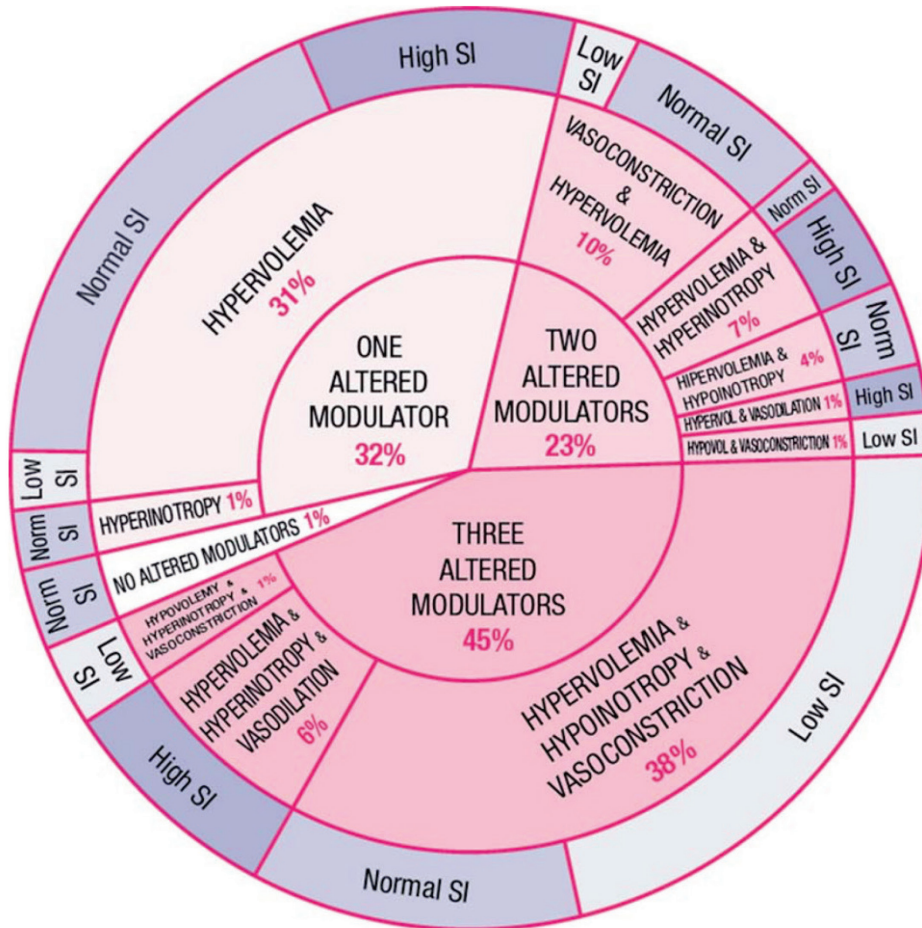 High SI
Low
SI
Normal SI
Norm SI
High SI
Norm
SI
High SI
Low SI
Low SI
Normal SI
High SI
Low
SI
Norm
SI
Norm
SI
Low
SI
Normal SI
HYPERVOLEMIA
31%
VASOCONSTRICTION
&
HYPERVOLEMIA
10%
HYPERVOLEMIA &
HYPERINOTROPY
7%
HIPERVOLEMIA &
HYPOINOTROPY
4%
HYPERVOL & VASODILATION 1%
HYPOVOL & VASOCONSTRICTION 1%
ONE
ALTERED
MODULATOR
32%
TWO
ALTERED
MODULATORS
23%
HYPERINOTROPY 1%
NO ALTERED MODULATORS 1%
THREE
ALTERED
MODULATORS
45%
HYPOVOLEMY &
HYPERINOTROPY &
VASOCONSTRICTION
1%
HYPERVOLEMIA &
HYPERINOTROPY &
VASODILATION
6%
HYPERVOLEMIA &
HYPOINOTROPY &
VASOCONSTRICTION
38%